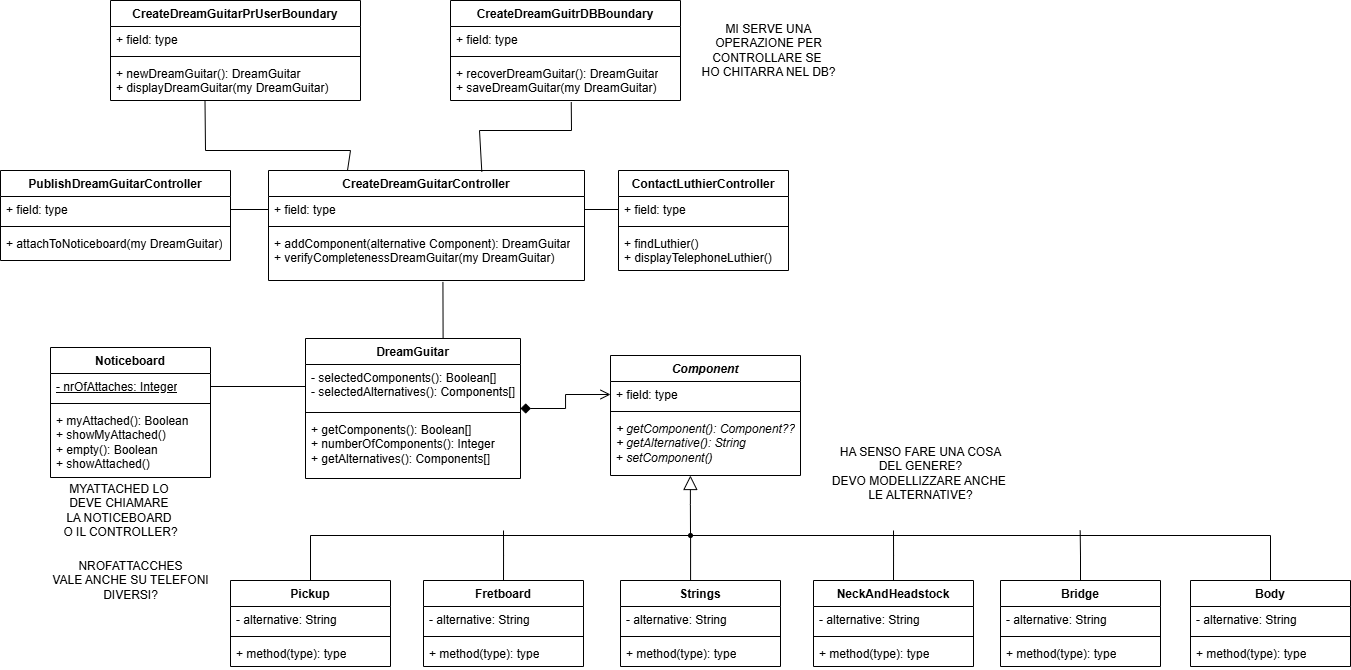 CreateDreamGuitarPrUserBoundary
+ field: type
+ newDreamGuitar(): DreamGuitar
+ displayDreamGuitar(my DreamGuitar)
CreateDreamGuitrDBBoundary
+ field: type
+ recoverDreamGuitar(): DreamGuitar
+ saveDreamGuitar(my DreamGuitar)
MI SERVE UNA
OPERAZIONE PER
CONTROLLARE SE
HO CHITARRA NEL DB?
PublishDreamGuitarController
+ field: type
+ attachToNoticeboard(my DreamGuitar)
CreateDreamGuitarController
+ field: type
+ addComponent(alternative Component): DreamGuitar
+ verifyCompletenessDreamGuitar(my DreamGuitar)
ContactLuthierController
+ field: type
+ findLuthier()
+ displayTelephoneLuthier()
Noticeboard
- nrOfAttaches: Integer
+ myAttached(): Boolean
+ showMyAttached()
+ empty(): Boolean
+ showAttached()
DreamGuitar
- selectedComponents(): Boolean[]
- selectedAlternatives(): Components[]
+ getComponents(): Boolean[]
+ numberOfComponents(): Integer
+ getAlternatives(): Components[]
Component
+ field: type
+ getComponent(): Component??
+ getAlternative(): String
+ setComponent()
HA SENSO FARE UNA COSA
DEL GENERE?
DEVO MODELLIZZARE ANCHE
LE ALTERNATIVE?
MYATTACHED LO
DEVE CHIAMARE
LA NOTICEBOARD
O IL CONTROLLER?
NROFATTACCHES
VALE ANCHE SU TELEFONI
DIVERSI?
Pickup
- alternative: String
+ method(type): type
Fretboard
- alternative: String
+ method(type): type
Strings
- alternative: String
+ method(type): type
NeckAndHeadstock
- alternative: String
+ method(type): type
Bridge
- alternative: String
+ method(type): type
Body
- alternative: String
+ method(type): type